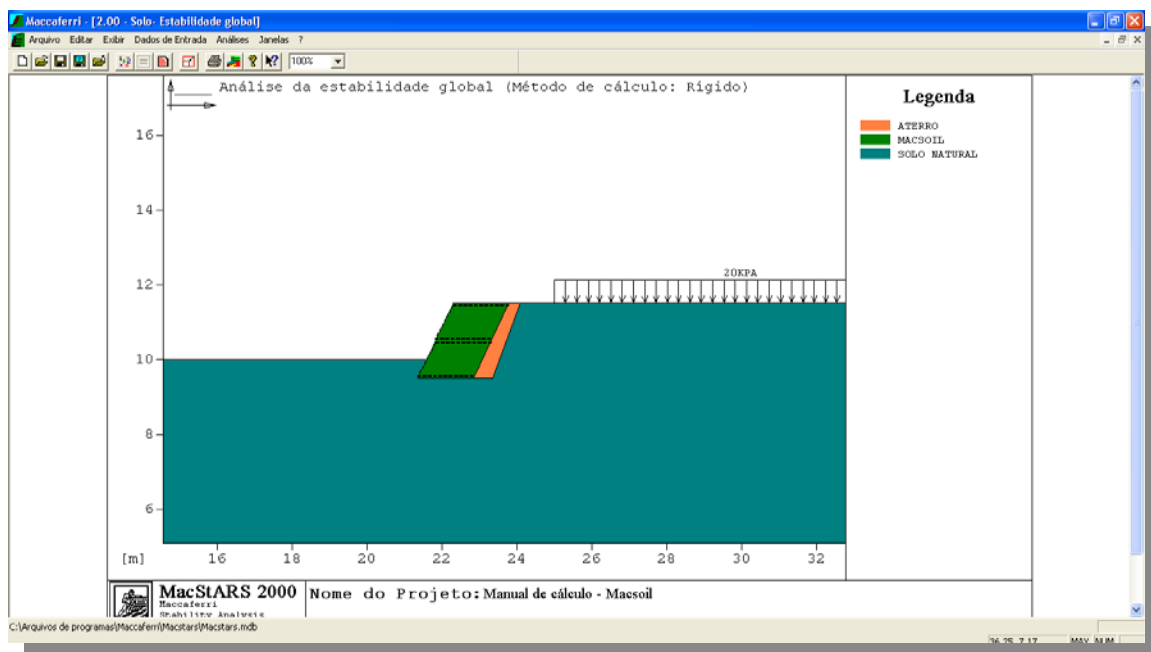 Maccaferri - [2.00 - Solo- Estabilidade global]
Arquivo Editar Exibir Dados de Entrada Análises Janelas ?
100%
Análise da estabilidade global (Método de cálculo: Rígido)
Legenda
ATERRO
MACSOIL
SOLO NATURAL
16
14
12
10
8
6
20KPA
[m] 16 18 20 22 24 26 28 30 32
MacStARS 2000
Maccaferri
Stability Analysis
Nome do Projeto: Manual de cálculo - Macsoil
C:\Arquivos de programas\Maccaferri\Macstars\Macstars.mdb
36.25 7.17 MAY NUM